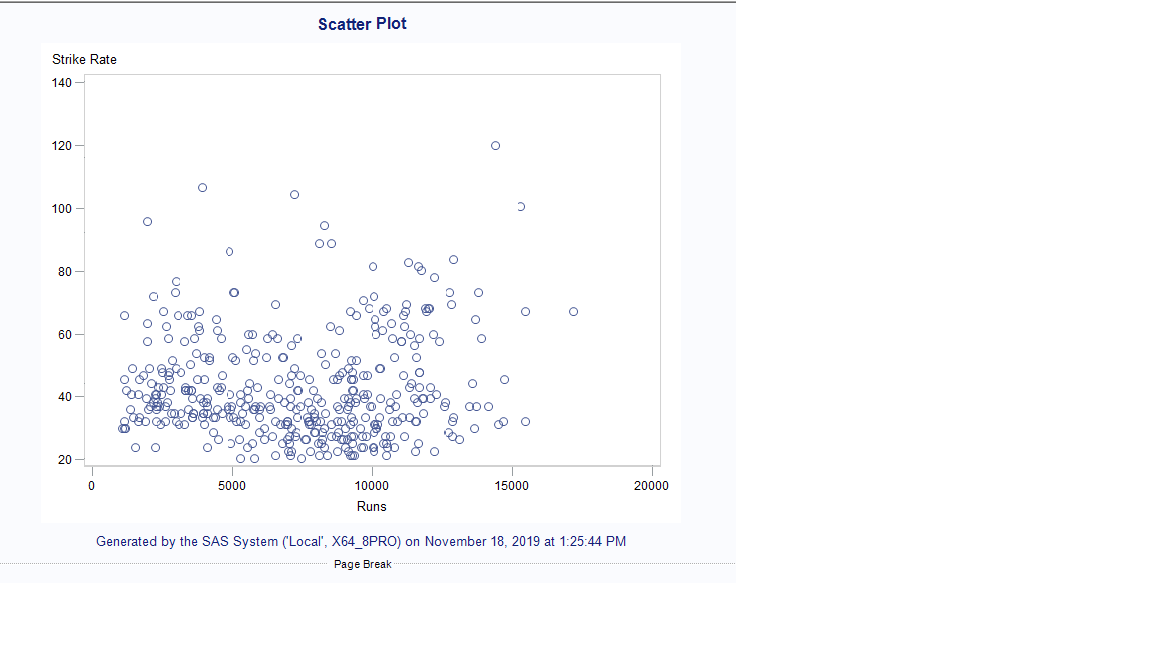 Scatter Plot
Strike Rate
140
120
100
80
60
40
20
0 5000 10000 15000 20000
Runs
Generated by the SAS System ('Local', X64_8PRO) on November 18, 2019 at 1:25:44 PM
Page Break